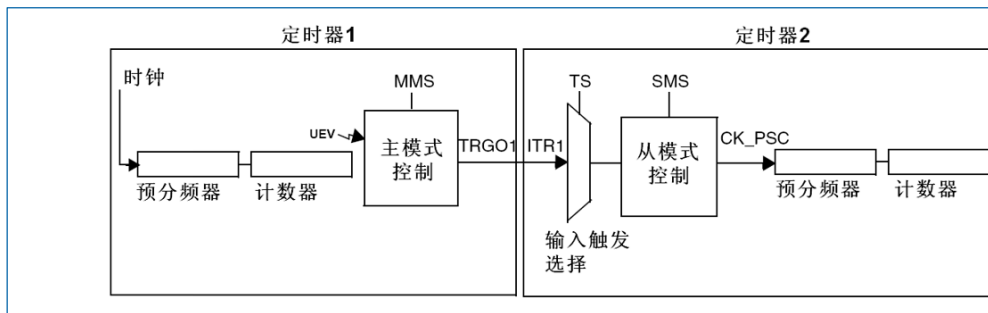 定时器1
定时器2
时钟
MMS
TS
SMS
UEV
主模式
控制
TRGO1
ITR1
从模式
控制
CK_PSC
预分频器
计数器
预分频器
计数器
输入触发
选择